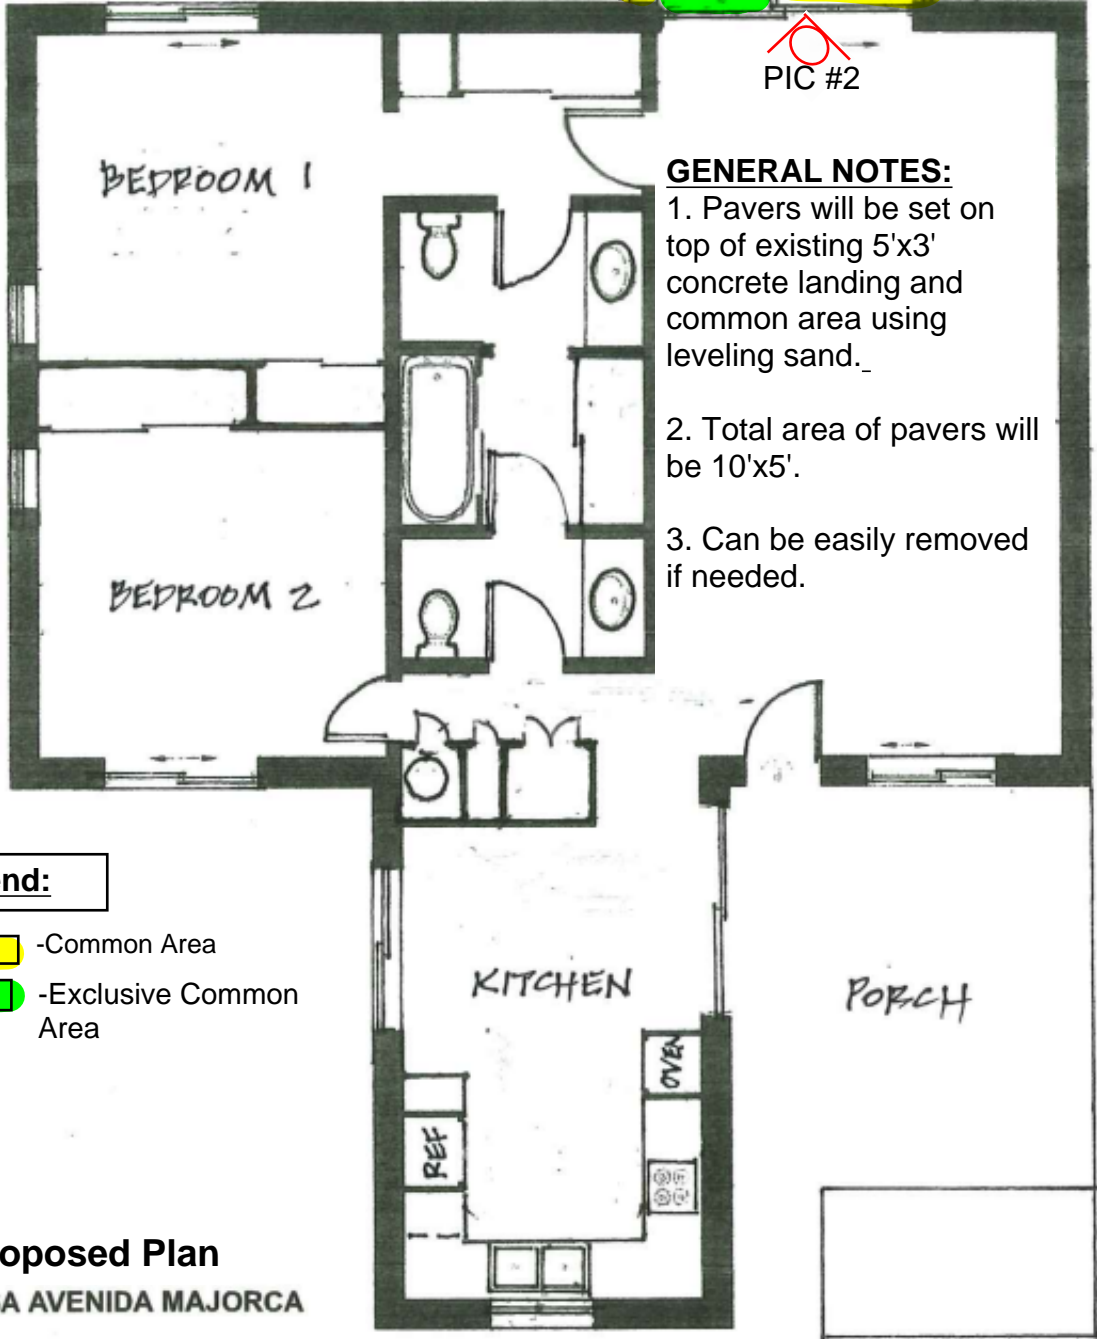 PIC #2
BEDROOM 1
GENERAL NOTES:
1. Pavers will be set on
top of existing 5'x3'
concrete landing and
common area using
leveling sand.
2. Total area of pavers will
be 10'x5'.
3. Can be easily removed
if needed.
BEDROOM 2
end:
-Common Area
-Exclusive Common
Area
KITCHEN
PORCH
OVEN
REF
oposed Plan
A AVENIDA MAJORCA